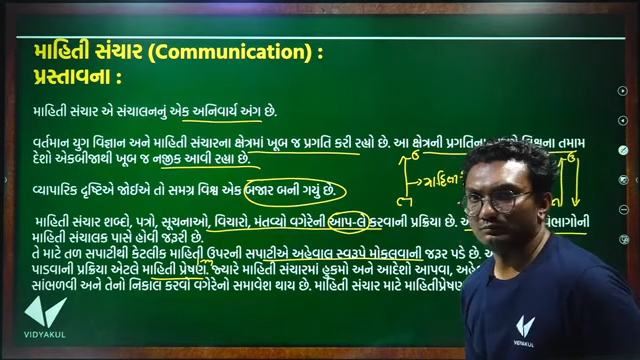 માહિતી સંચાર (Communication) :
પ્રસ્તાવના :
માહિતી સંચાર એ સંચાલનનું એક અનિવાર્ય અંગ છે.
વર્તમાન યુગ વિજ્ઞાન અને માહિતી સંચારના ક્ષેત્રમાં ખૂબ જ પ્રગતિ કરી રહ્યો છે. આ ક્ષેત્રની પ્રગતિના વિશ્વના તમામ
દેશો એકબીજાથી ખૂબ જ નજીક આવી રહ્યા છે.
વ્યાપારિક દૃષ્ટિએ જોઈએ તો સમગ્ર વિશ્વ એક બજાર બની ગયું છે.
માહિતી સંચાર શબ્દો, પત્રો, સૂચનાઓ, વિચારો, મંતવ્યો વગેરેની આપ-લે કરવાની પ્રક્રિયા છે. વિભાગોની
માહિતી સંચાલક પાસે હોવી જરૂરી છે.
તે માટે તળ સપાટીથી કેટલીક માહિતી ઉપરની સપાટીએ અહેવાલ સ્વરૂપે મોકલવાની જરૂર પડે છે.
પાડવાની પ્રક્રિયા એટલે માહિતી પ્રેષણ. જ્યારે માહિતી સંચારમાં હુકમો અને આદેશો આપવા,
સાંભળવી અને તેનો નિકાલ કરવો વગેરેનો સમાવેશ થાય છે. માહિતી સંચાર માટે માહિતીપ્રેષણ
VIDYAKUL
VIDYAKUL